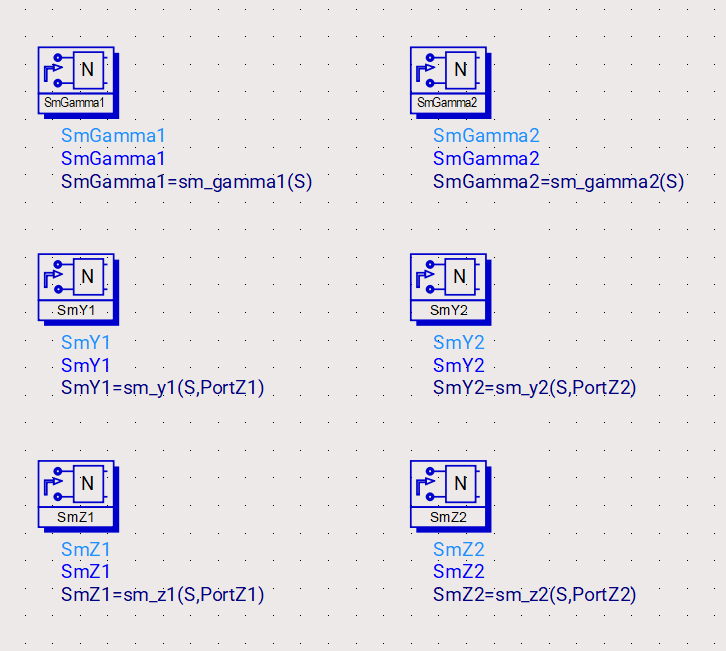 N
SmGamma1
SmGamma1
SmGamma1
SmGamma1=sm_gamma1(S)
N
SmGamma2
SmGamma2
SmGamma2
SmGamma2=sm_gamma2(S)
N
SmY1
SmY1
SmY1
SmY1=sm_y1(S,PortZ1)
N
SmY2
SmY2
SmY2
SmY2=sm_y2(S,PortZ2)
N
SmZ1
SmZ1
SmZ1
SmZ1=sm_z1(S,PortZ1)
N
SmZ2
SmZ2
SmZ2
SmZ2=sm_z2(S,PortZ2)